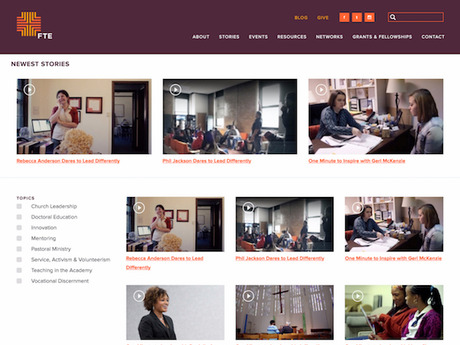 BLOG GIVE
FTE
ABOUT STORIES EVENTS RESOURCES NETWORKS GRANTS & FELLOWSHIPS CONTACT
NEWEST STORIES
Rebecca Anderson Dares to Lead Differently
Phil Jackson Dares to Lead Differently
One Minute to Inspire with Geri McKenzie
TOPICS
Church Leadership
Doctoral Education
Innovation
Mentoring
Pastoral Ministry
Service, Activism & Volunteerism
Teaching in the Academy
Vocational Discernment
Rebecca Anderson Dares to Lead
Differently
Phil Jackson Dares to Lead Differently
One Minute to Inspire with Geri McKenzie